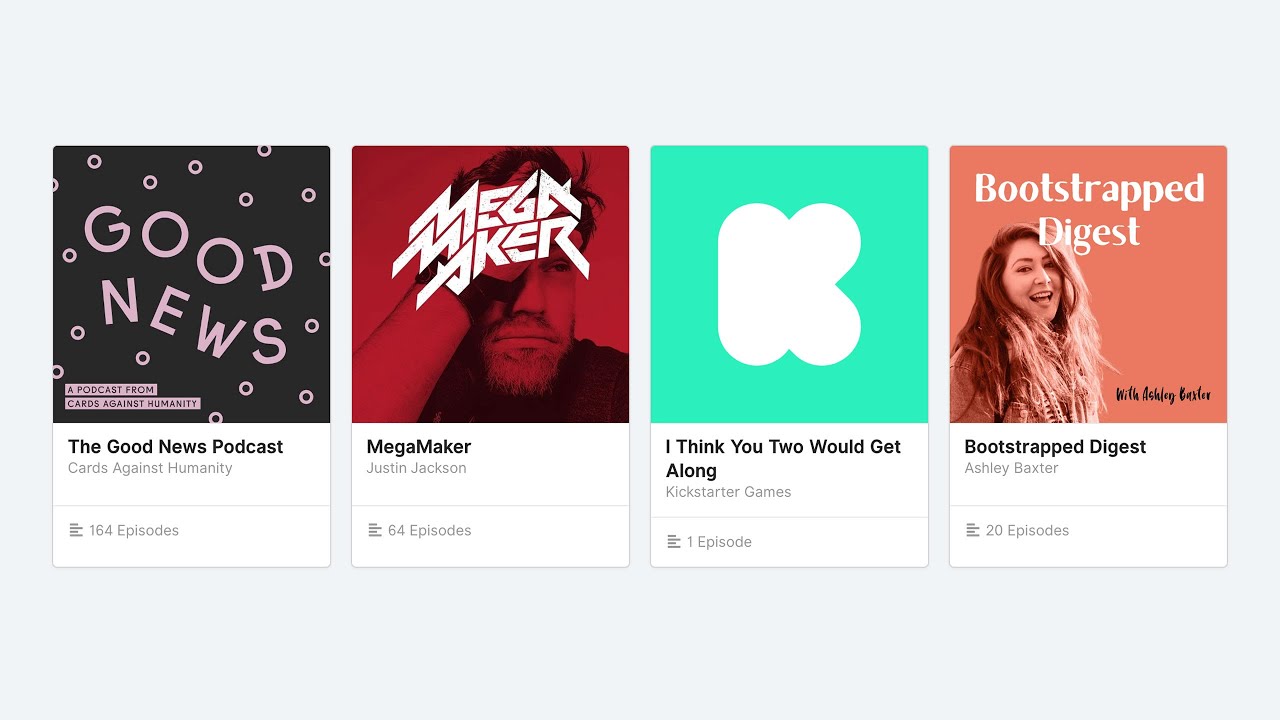 GOOD
NEWS
A PODCAST FROM
CARDS AGAINST HUMANITY
The Good News Podcast
Cards Against Humanity
164 Episodes
MEGA
MAKER
MegaMaker
Justin Jackson
64 Episodes
K
I Think You Two Would Get
Along
Kickstarter Games
1 Episode
Bootstrapped
Digest
With Ashley Baxter
Bootstrapped Digest
Ashley Baxter
20 Episodes